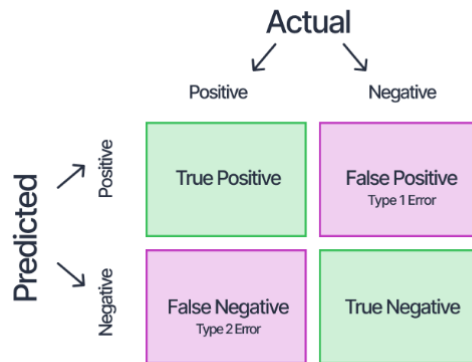 Actual
Positive
Negative
Predicted
Positive
True Positive
False Positive
Type 1 Error
Negative
False Negative
Type 2 Error
True Negative